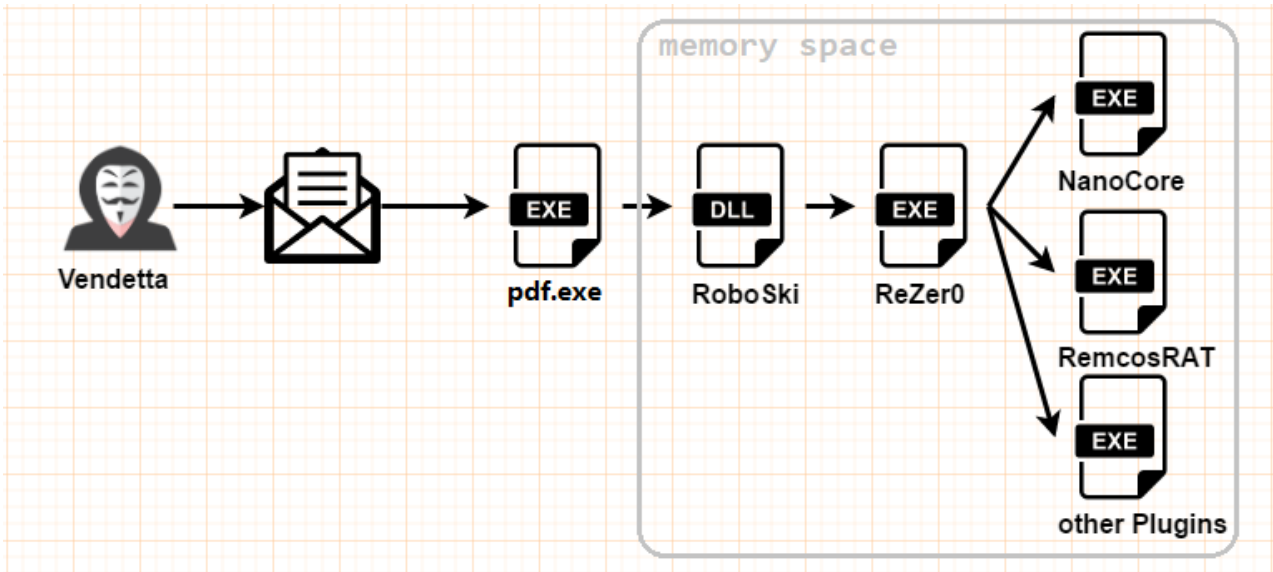 memory space
EXE
NanoCore
EXE
DLL
EXE
Vendetta
pdf.exe
RoboSki
ReZer0
EXE
RemcosRAT
EXE
other Plugins